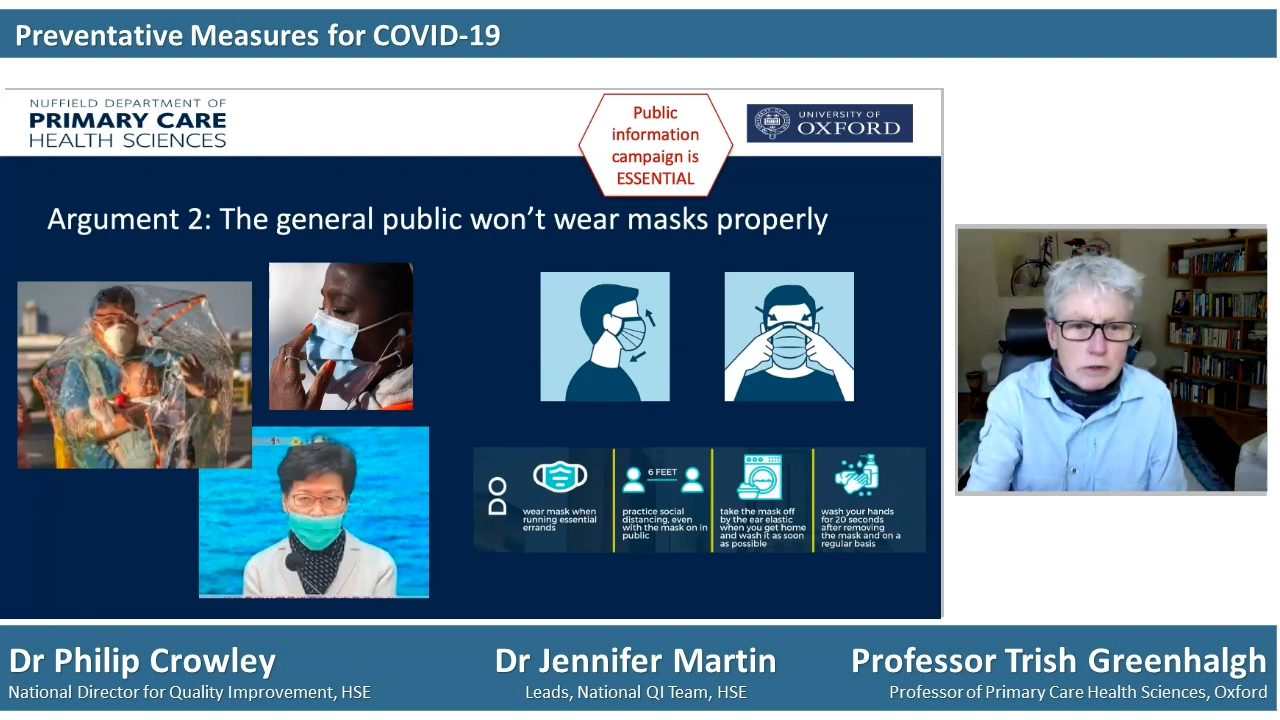 Preventative Measures for COVID-19
NUFFIELD DEPARTMENT OF
PRIMARY CARE
HEALTH SCIENCES
Public
information
campaign is
ESSENTIAL
UNIVERSITY OF
OXFORD
Argument 2: The general public won't wear masks properly
DO
wear mask when
running essential
errands
6 FEET
practice social
distancing, even
with the mask on in
public
take the mask off
by the ear elastic
when you get home
and wash it as soon
as possible
wash your hands
for 20 seconds
after removing
the mask and on a
regular basis
Dr Philip Crowley
National Director for Quality Improvement, HSE
Dr Jennifer Martin
Leads, National QI Team, HSE
Professor Trish Greenhalgh
Professor of Primary Care Health Sciences, Oxford